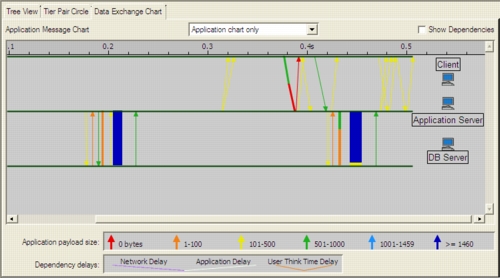 Tree View Tier Pair Circle Data Exchange Chart
Application Message Chart Application chart only Show Dependencies
0.1 0.2 0.3 0.4s 0.5
Client
Application Server
DB Server
Application payload size: 0 bytes 1-100 101-500 501-1000 1001-1459 >= 1460
Dependency delays: Network Delay Application Delay User Think Time Delay